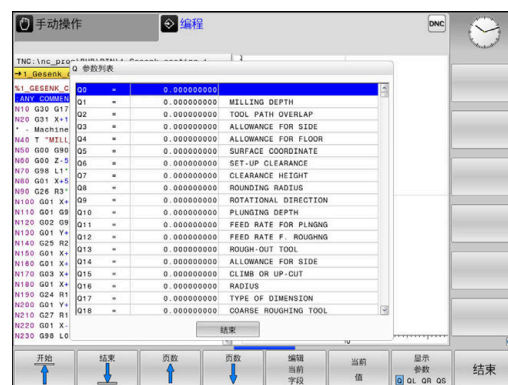 手动操作
编程
DNC
TNC:\nc_prog\
Q 参数列表
→1_Gesenk_
%1_GESENK_C
;ANY COMMEN
N10 G30 G17
N20 G31 X+1
* - Machine
N40 T "MILL_
N50 G00 G90
N60 G00 Z-5
N70 G98 L1*
N80 G01 X+5
N90 G26 R3*
N100 G01 X+
N110 G01 G9
N120 G02 G9
N130 G01 Y+
N140 G25 R2
N150 G01 X+
N160 G01 X+
N170 G03 X+
N180 G01 X+
N190 G24 R1
N200 G01 Y+
N210 G27 R1
N220 G01 X-
N230 G98 L0
Q0 = 0.000000000
Q1 = 0.000000000 MILLING DEPTH
Q2 = 0.000000000 TOOL PATH OVERLAP
Q3 = 0.000000000 ALLOWANCE FOR SIDE
Q4 = 0.000000000 ALLOWANCE FOR FLOOR
Q5 = 0.000000000 SURFACE COORDINATE
Q6 = 0.000000000 SET-UP CLEARANCE
Q7 = 0.000000000 CLEARANCE HEIGHT
Q8 = 0.000000000 ROUNDING RADIUS
Q9 = 0.000000000 ROTATIONAL DIRECTION
Q10 = 0.000000000 PLUNGING DEPTH
Q11 = 0.000000000 FEED RATE FOR PLNGNG
Q12 = 0.000000000 FEED RATE F. ROUGHNG
Q13 = 0.000000000 ROUGH-OUT TOOL
Q14 = 0.000000000 ALLOWANCE FOR SIDE
Q15 = 0.000000000 CLIMB OR UP-CUT
Q16 = 0.000000000 RADIUS
Q17 = 0.000000000 TYPE OF DIMENSION
Q18 = 0.000000000 COARSE ROUGHING TOOL
结束
开始
结束
页数
页数
编辑
当前
字段
当前
值
显示
参数
Q QL QR QS
结束